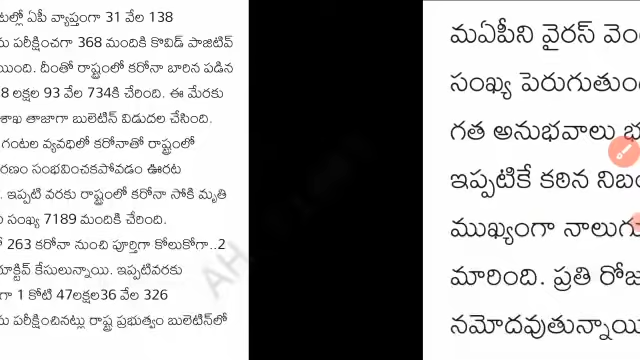 టల్లో ఏపీ వ్యాప్తంగా 31 వేల 138
ను పరీక్షించగా 368 మందికి కొవిడ్ పాజిటివ్
యింది. దీంతో రాష్ట్రంలో కరోనా బారిన పడిన
8 లక్షల 93 వేల 734కి చేరింది. ఈ మేరకు
శాఖ తాజాగా బులెటిన్ విడుదల చేసింది.
గంటల వ్యవధిలో కరోనాతో రాష్ట్రంలో
రణం సంభవించకపోవడం ఊరట
. ఇప్పటి వరకు రాష్ట్రంలో కరోనా సోకి మృతి
సంఖ్య 7189 మందికి చేరింది.
263 కరోనా నుంచి పూర్తిగా కోలుకోగా..2
యాక్టివ్ కేసులున్నాయి. ఇప్పటివరకు
గా 1 కోటి 47లక్షల36 వేల 326
ను పరీక్షించినట్లు రాష్ట్ర ప్రభుత్వం బులెటిన్‌లో
మఏపీని వైరస్ వెం
సంఖ్య పెరుగుతుం
గత అనుభవాలు భ
ఇప్పటికే కఠిన నిబం
ముఖ్యంగా నాలుగు
మారింది. ప్రతి రోజ
నమోదవుతున్నాయి